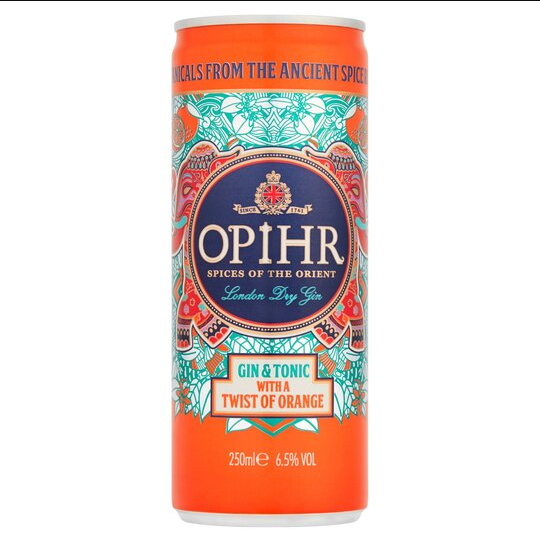 NICALS FROM THE ANCIENT SPICE
SINCE 1761
OPIHR
SPICES OF THE ORIENT
London Dry Gin
GIN & TONIC
WITH A
TWIST OF ORANGE
250ml℮ 6.5% VOL